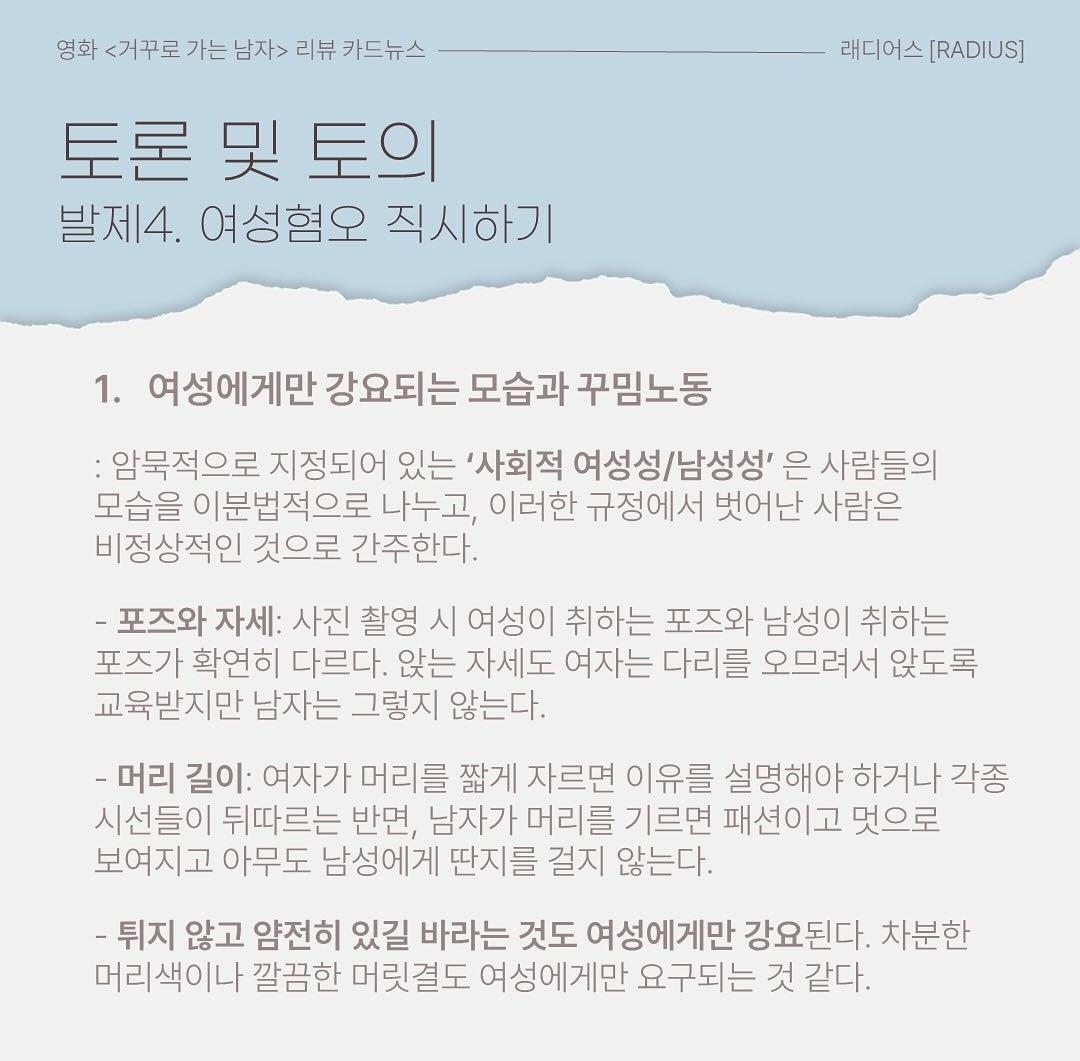 영화 <거꾸로 가는 남자> 리뷰 카드뉴스
래디어스 [RADIUS]
토론 및 토의
발제4. 여성혐오 직시하기
1. 여성에게만 강요되는 모습과 꾸밈노동
: 암묵적으로 지정되어 있는 ‘사회적 여성성/남성성’ 은 사람들의
모습을 이분법적으로 나누고, 이러한 규정에서 벗어난 사람은
비정상적인 것으로 간주한다.
- 포즈와 자세: 사진 촬영 시 여성이 취하는 포즈와 남성이 취하는
포즈가 확연히 다르다. 앉는 자세도 여자는 다리를 오므려서 앉도록
교육받지만 남자는 그렇지 않는다.
- 머리 길이: 여자가 머리를 짧게 자르면 이유를 설명해야 하거나 각종
시선들이 뒤따르는 반면, 남자가 머리를 기르면 패션이고 멋으로
보여지고 아무도 남성에게 딴지를 걸지 않는다.
- 튀지 않고 얌전히 있길 바라는 것도 여성에게만 강요된다. 차분한
머리색이나 깔끔한 머릿결도 여성에게만 요구되는 것 같다.